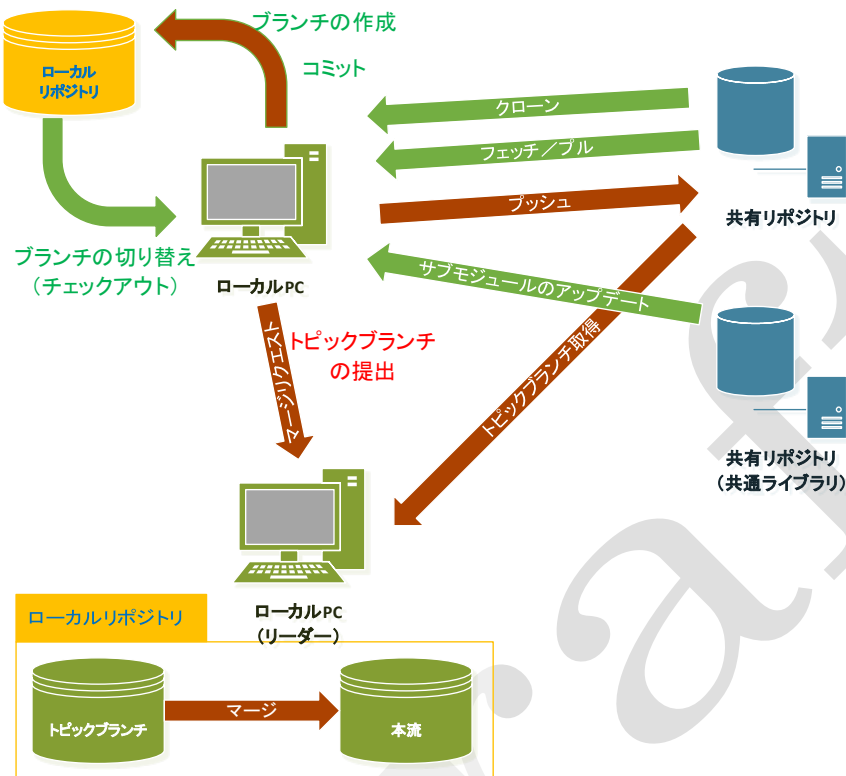 ブランチの作成
コミット
ローカル
リポジトリ
クローン
フェッチ／プル
プッシュ
共有リポジトリ
ブランチの切り替え
（チェックアウト）
ローカルPC
サブモジュールのアップデート
マージリクエスト
トピックブランチ
の提出
トピックブランチ取得
共有リポジトリ
（共通ライブラリ）
ローカルPC
（リーダー）
ローカルリポジトリ
トピックブランチ
マージ
本流